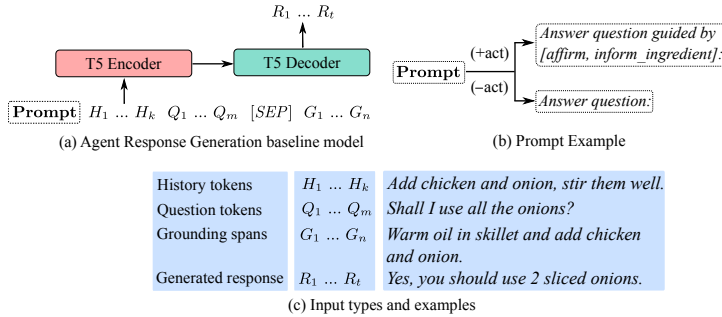 R1 ... Rt
T5 Encoder
T5 Decoder
Prompt H1 ... Hk Q1 ... Qm [SEP] G1 ... Gn
(a) Agent Response Generation baseline model
Prompt
(+act)
(−act)
Answer question guided by
[affirm, inform_ingredient]:
Answer question:
(b) Prompt Example
History tokens H1 ... Hk Add chicken and onion, stir them well.
Question tokens Q1 ... Qm Shall I use all the onions?
Grounding spans G1 ... Gn Warm oil in skillet and add chicken
and onion.
Generated response R1 ... Rt Yes, you should use 2 sliced onions.
(c) Input types and examples